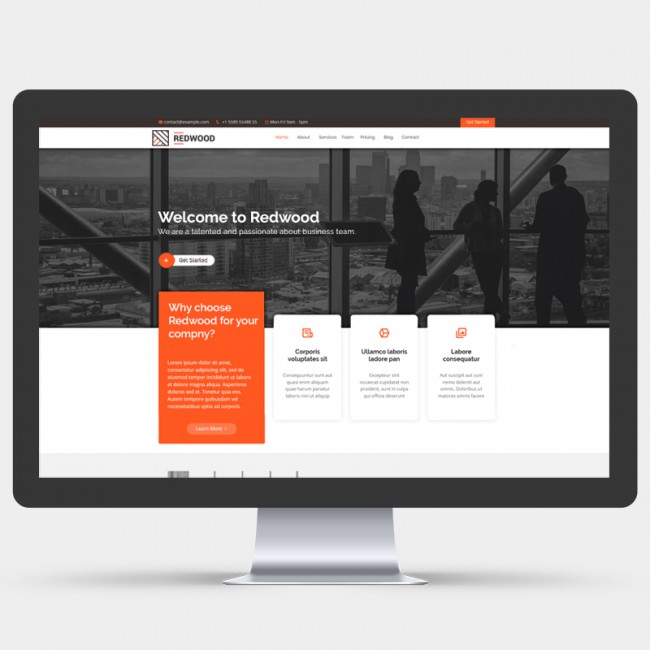 contact@example.com +1 5589 55488 55 Mon-Fri 9am - 5pm Get Started
REDWOOD Home About Services Team Pricing Blog Contact
Welcome to Redwood
We are a talented and passionate about business team.
Get Started
Why choose
Redwood for your
compny?
Lorem ipsum dolor sit amet,
consectetur adipiscing elit, sed do
eiusmod tempor incididunt ut labore
et dolore magna aliqua. Asperiores
dolores sed et. Tenetur quia eos.
Autem tempore quibusdam vel
necessitatibus optio ad corporis.
Learn More
Corporis
voluptates sit
Consequuntur sunt aut
quasi enim aliquam
quae harum pariatur
laboris nisi ut aliquip
Ullamco laboris
ladore pan
Excepteur sint
occaecat cupidatat non
proident, sunt in culpa
qui officia deserunt
Labore
consequatur
Aut suscipit aut cum
nemo deleniti aut
omnis. Doloribus ut
maiores omnis facere